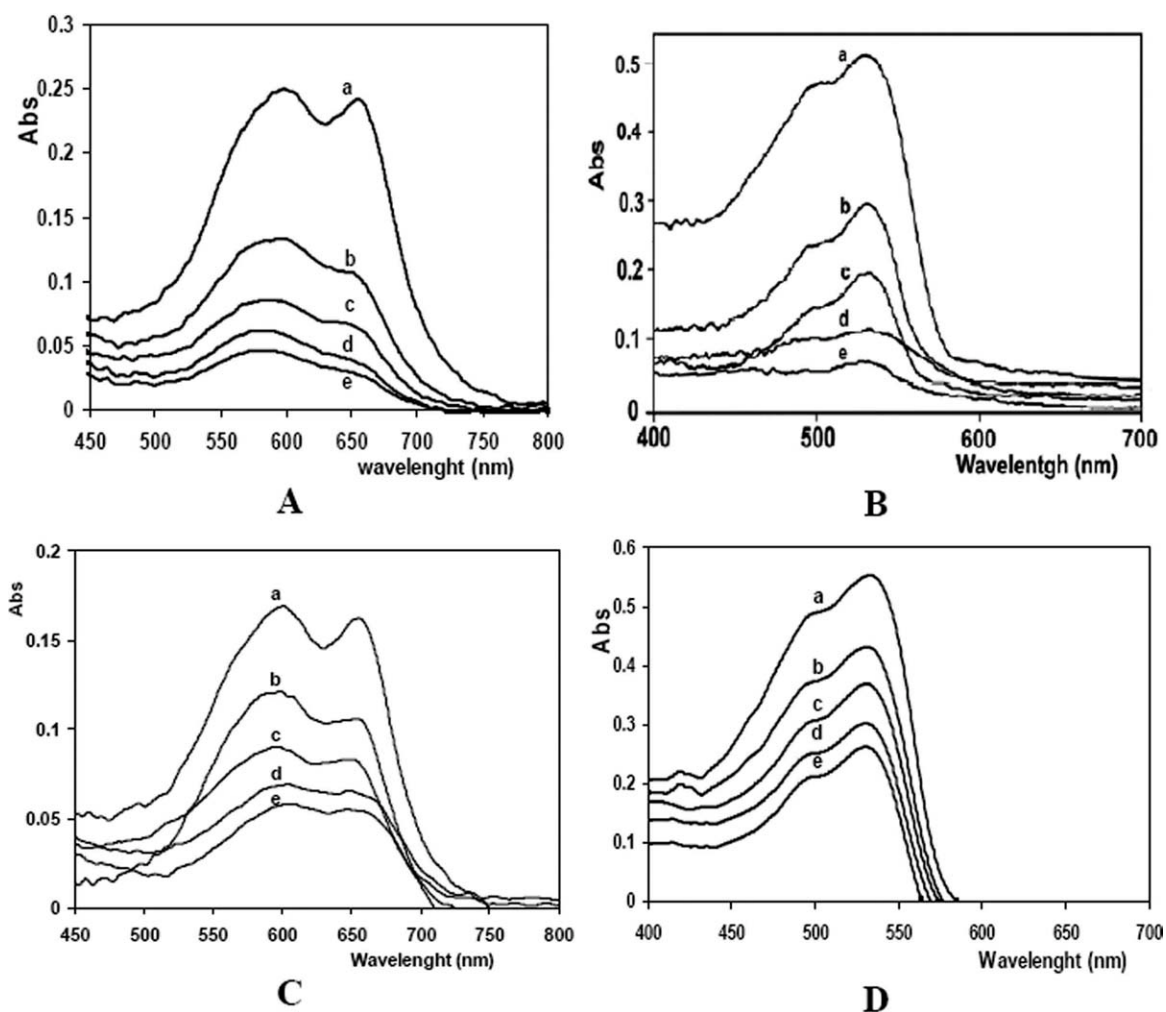 0.3
0.25
0.2
0.15
0.1
0.05
0
Abs
a
b
c
d
e
450 500 550 600 650 700 750 800
wavelenght (nm)
A
0.5
0.4
0.3
0.2
0.1
0
Abs
a
b
c
d
e
400 500 600 700
Wavelentgh (nm)
B
0.2
0.15
0.1
0.05
0
Abs
a
b
c
d
e
450 500 550 600 650 700 750 800
Wavelenght (nm)
C
0.6
0.5
0.4
0.3
0.2
0.1
0
Abs
a
b
c
d
e
400 450 500 550 600 650 700
Wavelenght (nm)
D